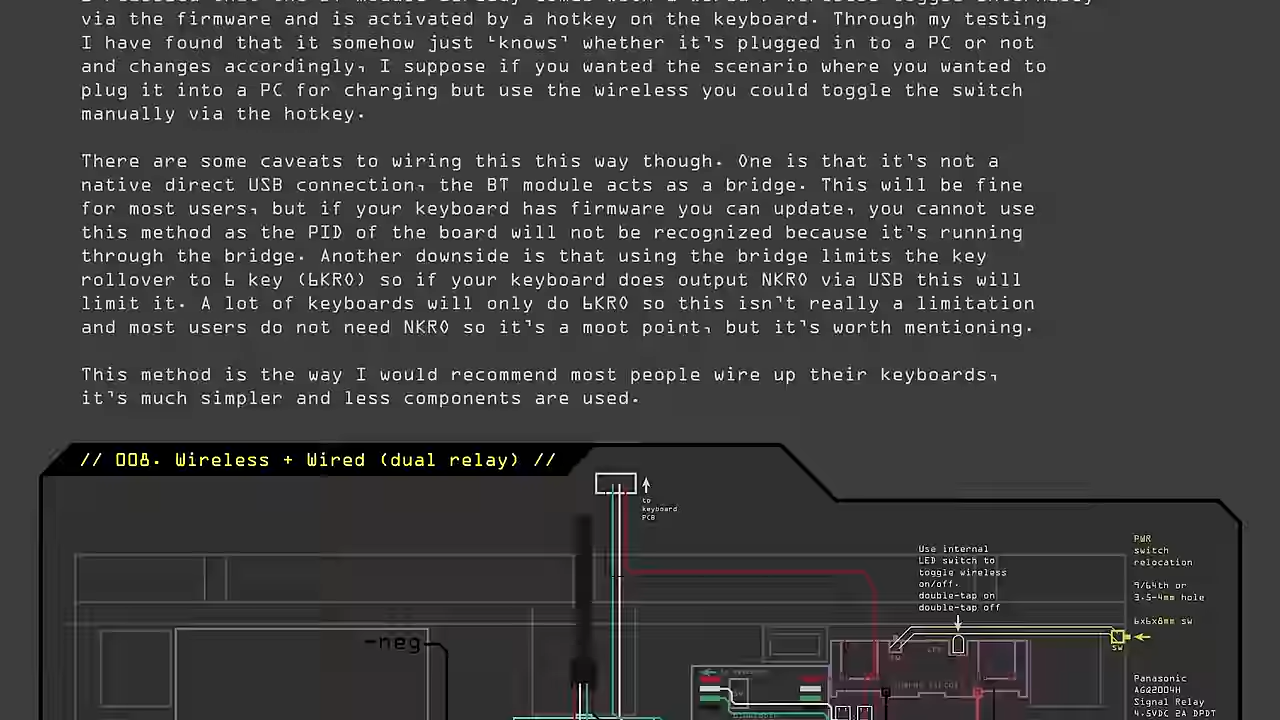 via the firmware and is activated by a hotkey on the keyboard. Through my testing
I have found that it somehow just 'knows' whether it's plugged in to a PC or not
and changes accordingly, I suppose if you wanted the scenario where you wanted to
plug it into a PC for charging but use the wireless you could toggle the switch
manually via the hotkey.
There are some caveats to wiring this this way though. One is that it's not a
native direct USB connection, the BT module acts as a bridge. This will be fine
for most users, but if your keyboard has firmware you can update, you cannot use
this method as the PID of the board will not be recognized because it's running
through the bridge. Another downside is that using the bridge limits the key
rollover to 6 key (6KRO) so if your keyboard does output NKRO via USB this will
limit it. A lot of keyboards will only do 6KRO so this isn't really a limitation
and most users do not need NKRO so it's a moot point, but it's worth mentioning.
This method is the way I would recommend most people wire up their keyboards,
it's much simpler and less components are used.
// 008. Wireless + Wired (dual relay) //
to
keyboard
PCB
Use internal
LED switch to
toggle wireless
on/off.
double-tap on
double-tap off
PWR
switch
relocation
9/64th or
3.5-4mm hole
6x6x8mm sw
SW
-neg
Panasonic
AGQ2004H
Signal Relay
4.5VDC 2A DPDT